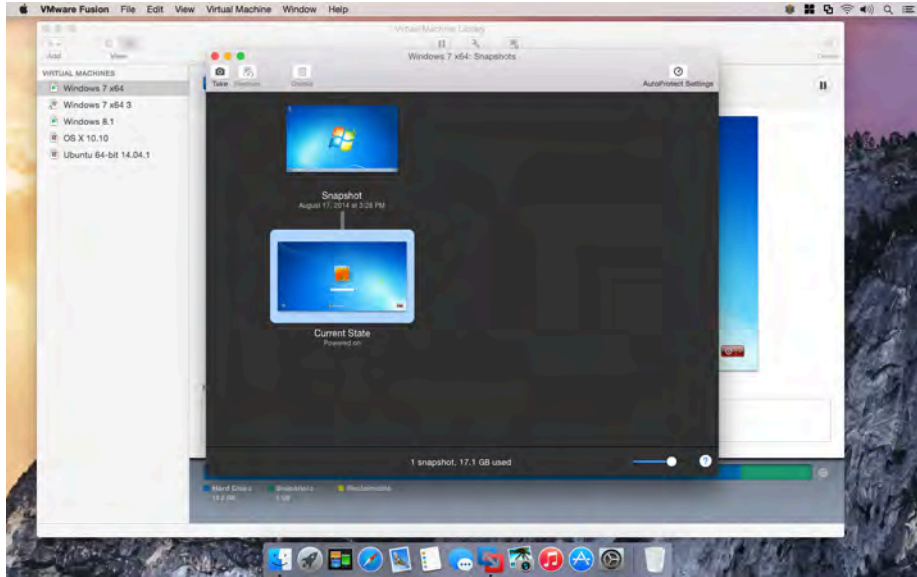 VMware Fusion File Edit View Virtual Machine Window Help
Virtual Machine Library
Add View
VIRTUAL MACHINES
Windows 7 x64
Windows 7 x64 3
Windows 8.1
OS X 10.10
Ubuntu 64-bit 14.04.1
Windows 7 x64: Snapshots
Take Restore Delete AutoProtect Settings
Snapshot
August 17, 2014 at 3:28 PM
Current State
Powered on
1 snapshot, 17.1 GB used
?
Hard Disks Snapshots Reclaimable